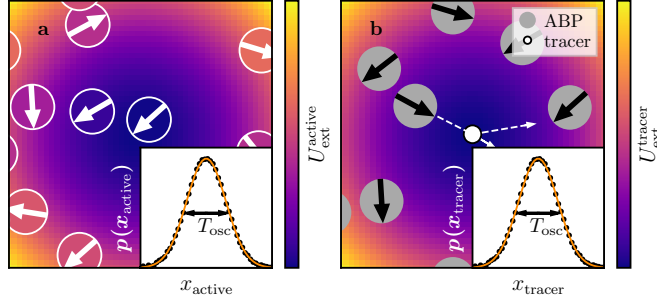 a
p(x_active)
T_osc
x_active
U_ext^active
b
ABP
tracer
p(x_tracer)
T_osc
x_tracer
U_ext^tracer